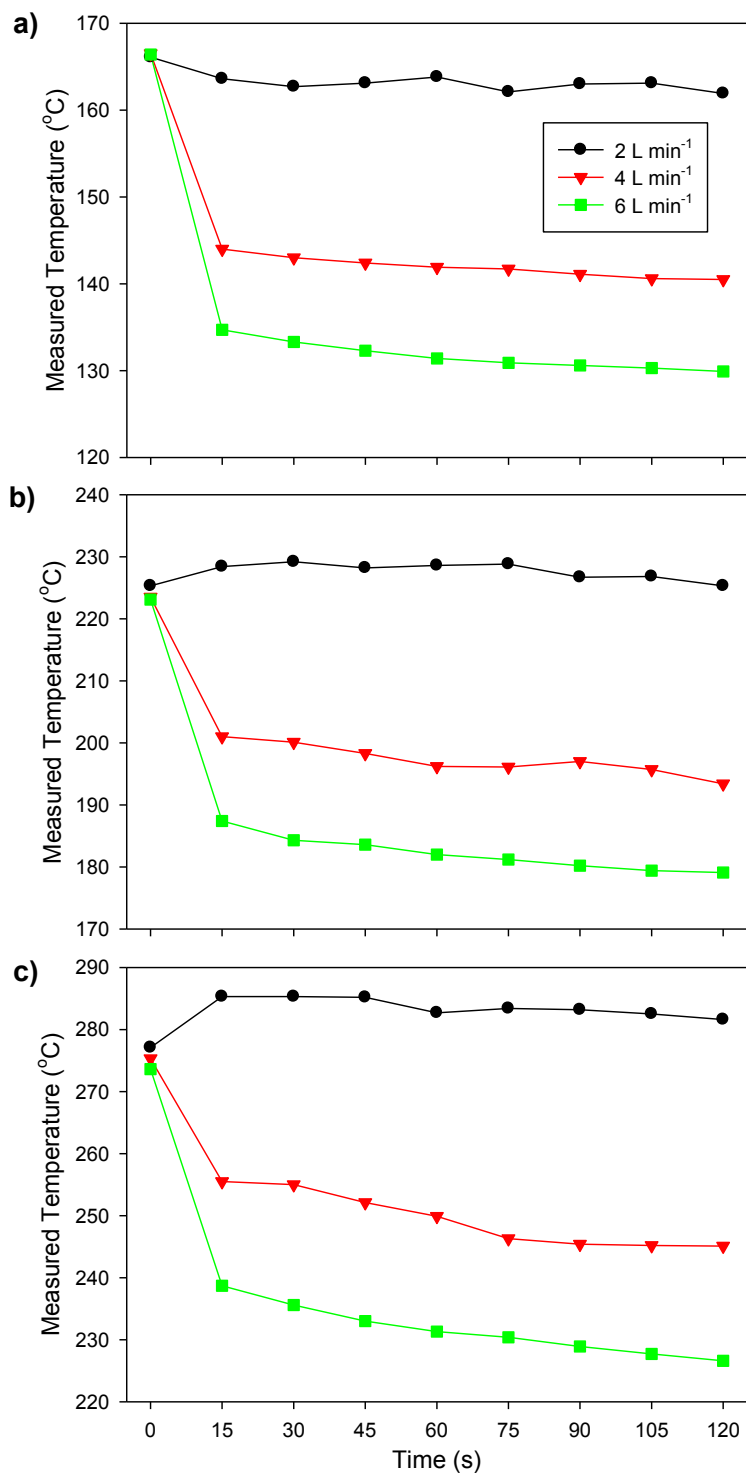 a)
170
160
150
140
130
120
Measured Temperature (°C)
2 L min⁻¹
4 L min⁻¹
6 L min⁻¹
b)
240
230
220
210
200
190
180
170
Measured Temperature (°C)
c)
290
280
270
260
250
240
230
220
Measured Temperature (°C)
0 15 30 45 60 75 90 105 120
Time (s)